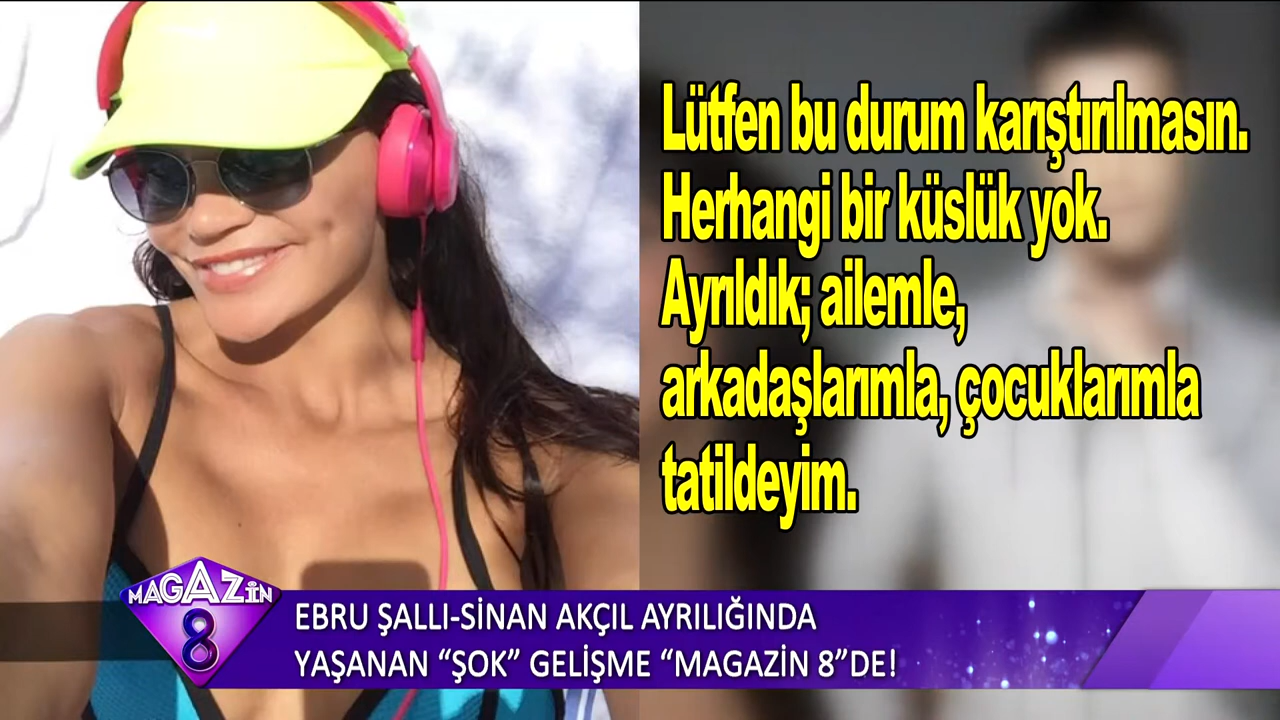 Lütfen bu durum karıştırılmasın.
Herhangi bir küslük yok.
Ayrıldık; ailemle,
arkadaşlarımla, çocuklarımla
tatildeyim.
MAGAZİN
8
EBRU ŞALLI-SİNAN AKÇIL AYRILIĞINDA
YAŞANAN “ŞOK” GELİŞME “MAGAZİN 8”DE!